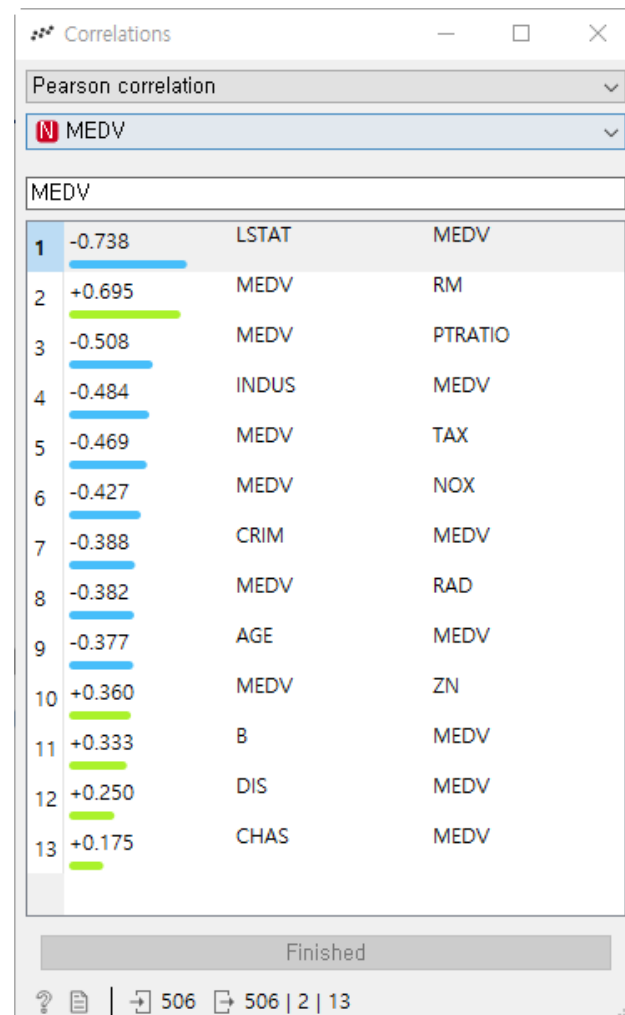 Correlations
Pearson correlation
N MEDV
MEDV
1 -0.738 LSTAT MEDV
2 +0.695 MEDV RM
3 -0.508 MEDV PTRATIO
4 -0.484 INDUS MEDV
5 -0.469 MEDV TAX
6 -0.427 MEDV NOX
7 -0.388 CRIM MEDV
8 -0.382 MEDV RAD
9 -0.377 AGE MEDV
10 +0.360 MEDV ZN
11 +0.333 B MEDV
12 +0.250 DIS MEDV
13 +0.175 CHAS MEDV
Finished
? 506 506 | 2 | 13